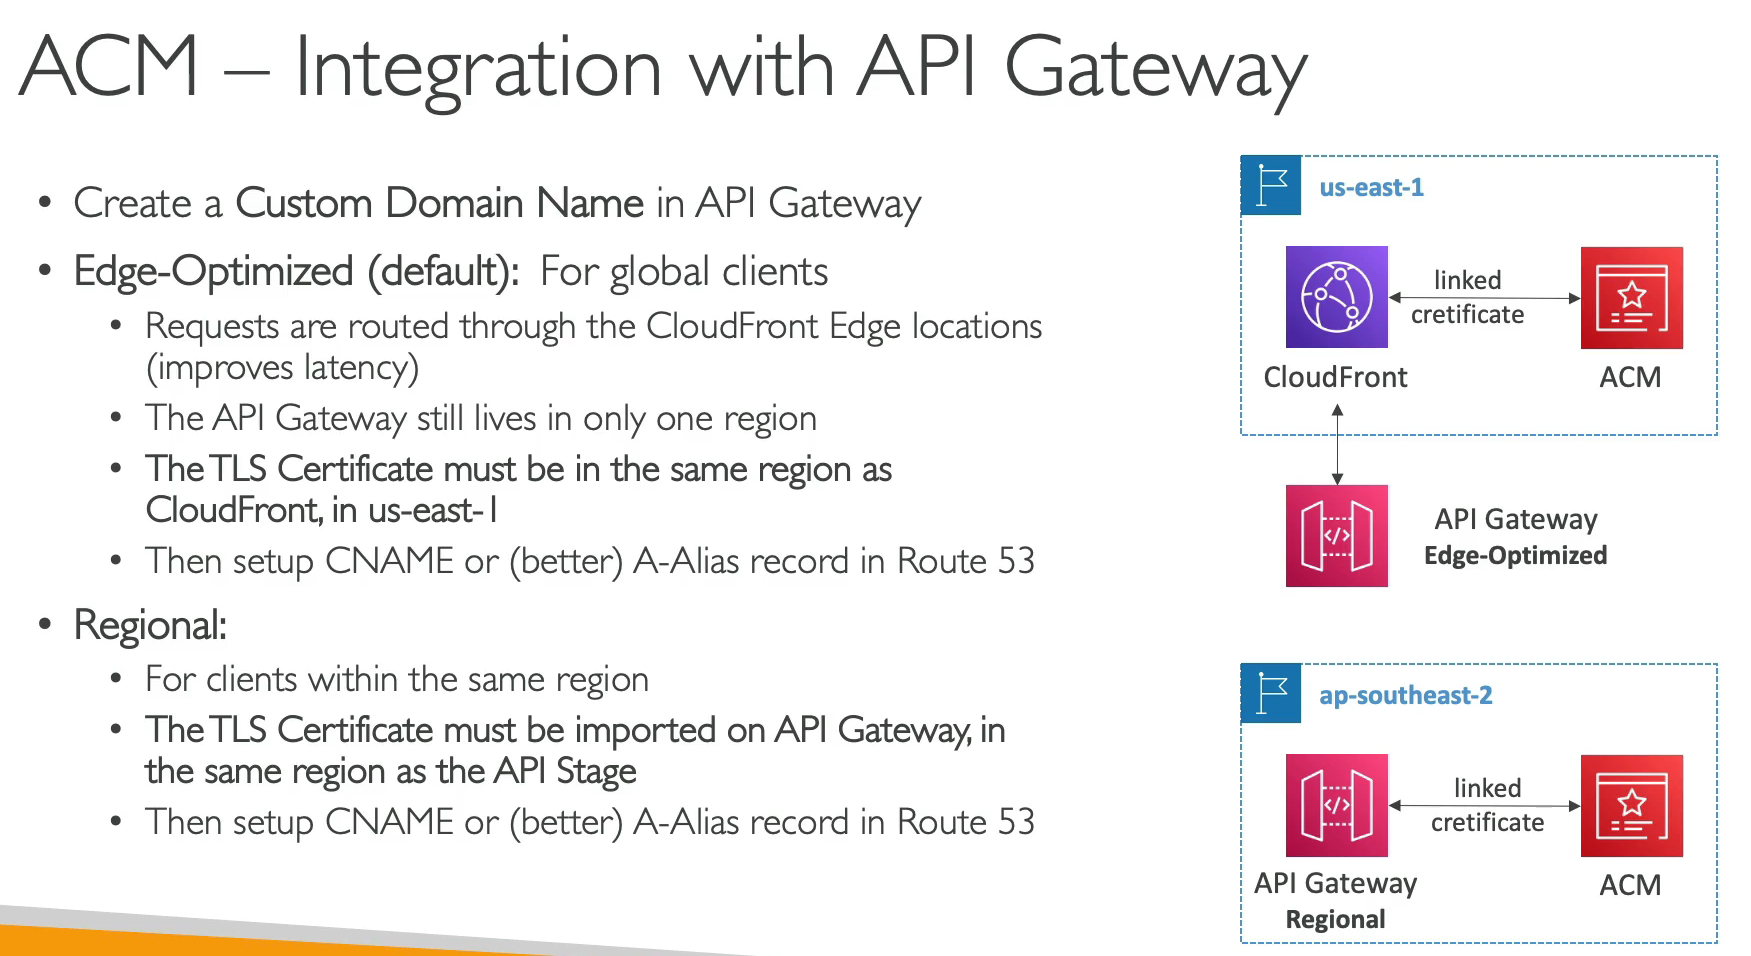 ACM – Integration with API Gateway
• Create a Custom Domain Name in API Gateway
• Edge-Optimized (default): For global clients
• Requests are routed through the CloudFront Edge locations
(improves latency)
• The API Gateway still lives in only one region
• The TLS Certificate must be in the same region as
CloudFront, in us-east-1
• Then setup CNAME or (better) A-Alias record in Route 53
• Regional:
• For clients within the same region
• The TLS Certificate must be imported on API Gateway, in
the same region as the API Stage
• Then setup CNAME or (better) A-Alias record in Route 53
us-east-1
linked
cretificate
CloudFront
ACM
API Gateway
Edge-Optimized
ap-southeast-2
linked
cretificate
API Gateway
Regional
ACM